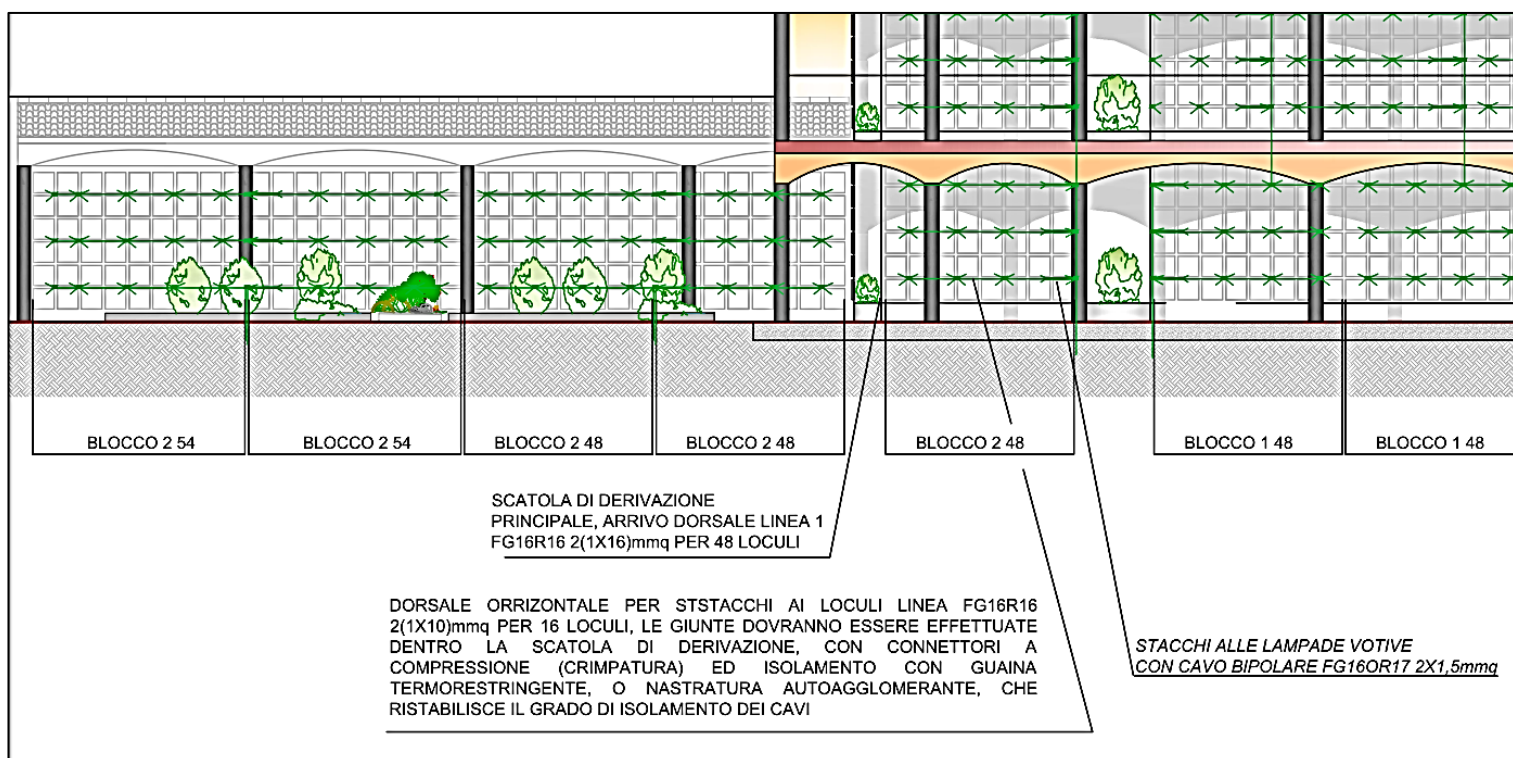 BLOCCO 2 54
BLOCCO 2 54
BLOCCO 2 48
BLOCCO 2 48
BLOCCO 2 48
BLOCCO 1 48
BLOCCO 1 48
SCATOLA DI DERIVAZIONE
PRINCIPALE, ARRIVO DORSALE LINEA 1
FG16R16 2(1X16)mmq PER 48 LOCULI
DORSALE ORRIZONTALE PER STSTACCHI AI LOCULI LINEA FG16R16
2(1X10)mmq PER 16 LOCULI, LE GIUNTE DOVRANNO ESSERE EFFETTUATE
DENTRO LA SCATOLA DI DERIVAZIONE, CON CONNETTORI A
COMPRESSIONE (CRIMPATURA) ED ISOLAMENTO CON GUAINA
TERMORESTRINGENTE, O NASTRATURA AUTOAGGLOMERANTE, CHE
RISTABILISCE IL GRADO DI ISOLAMENTO DEI CAVI
STACCHI ALLE LAMPADE VOTIVE
CON CAVO BIPOLARE FG16OR17 2X1,5mmq